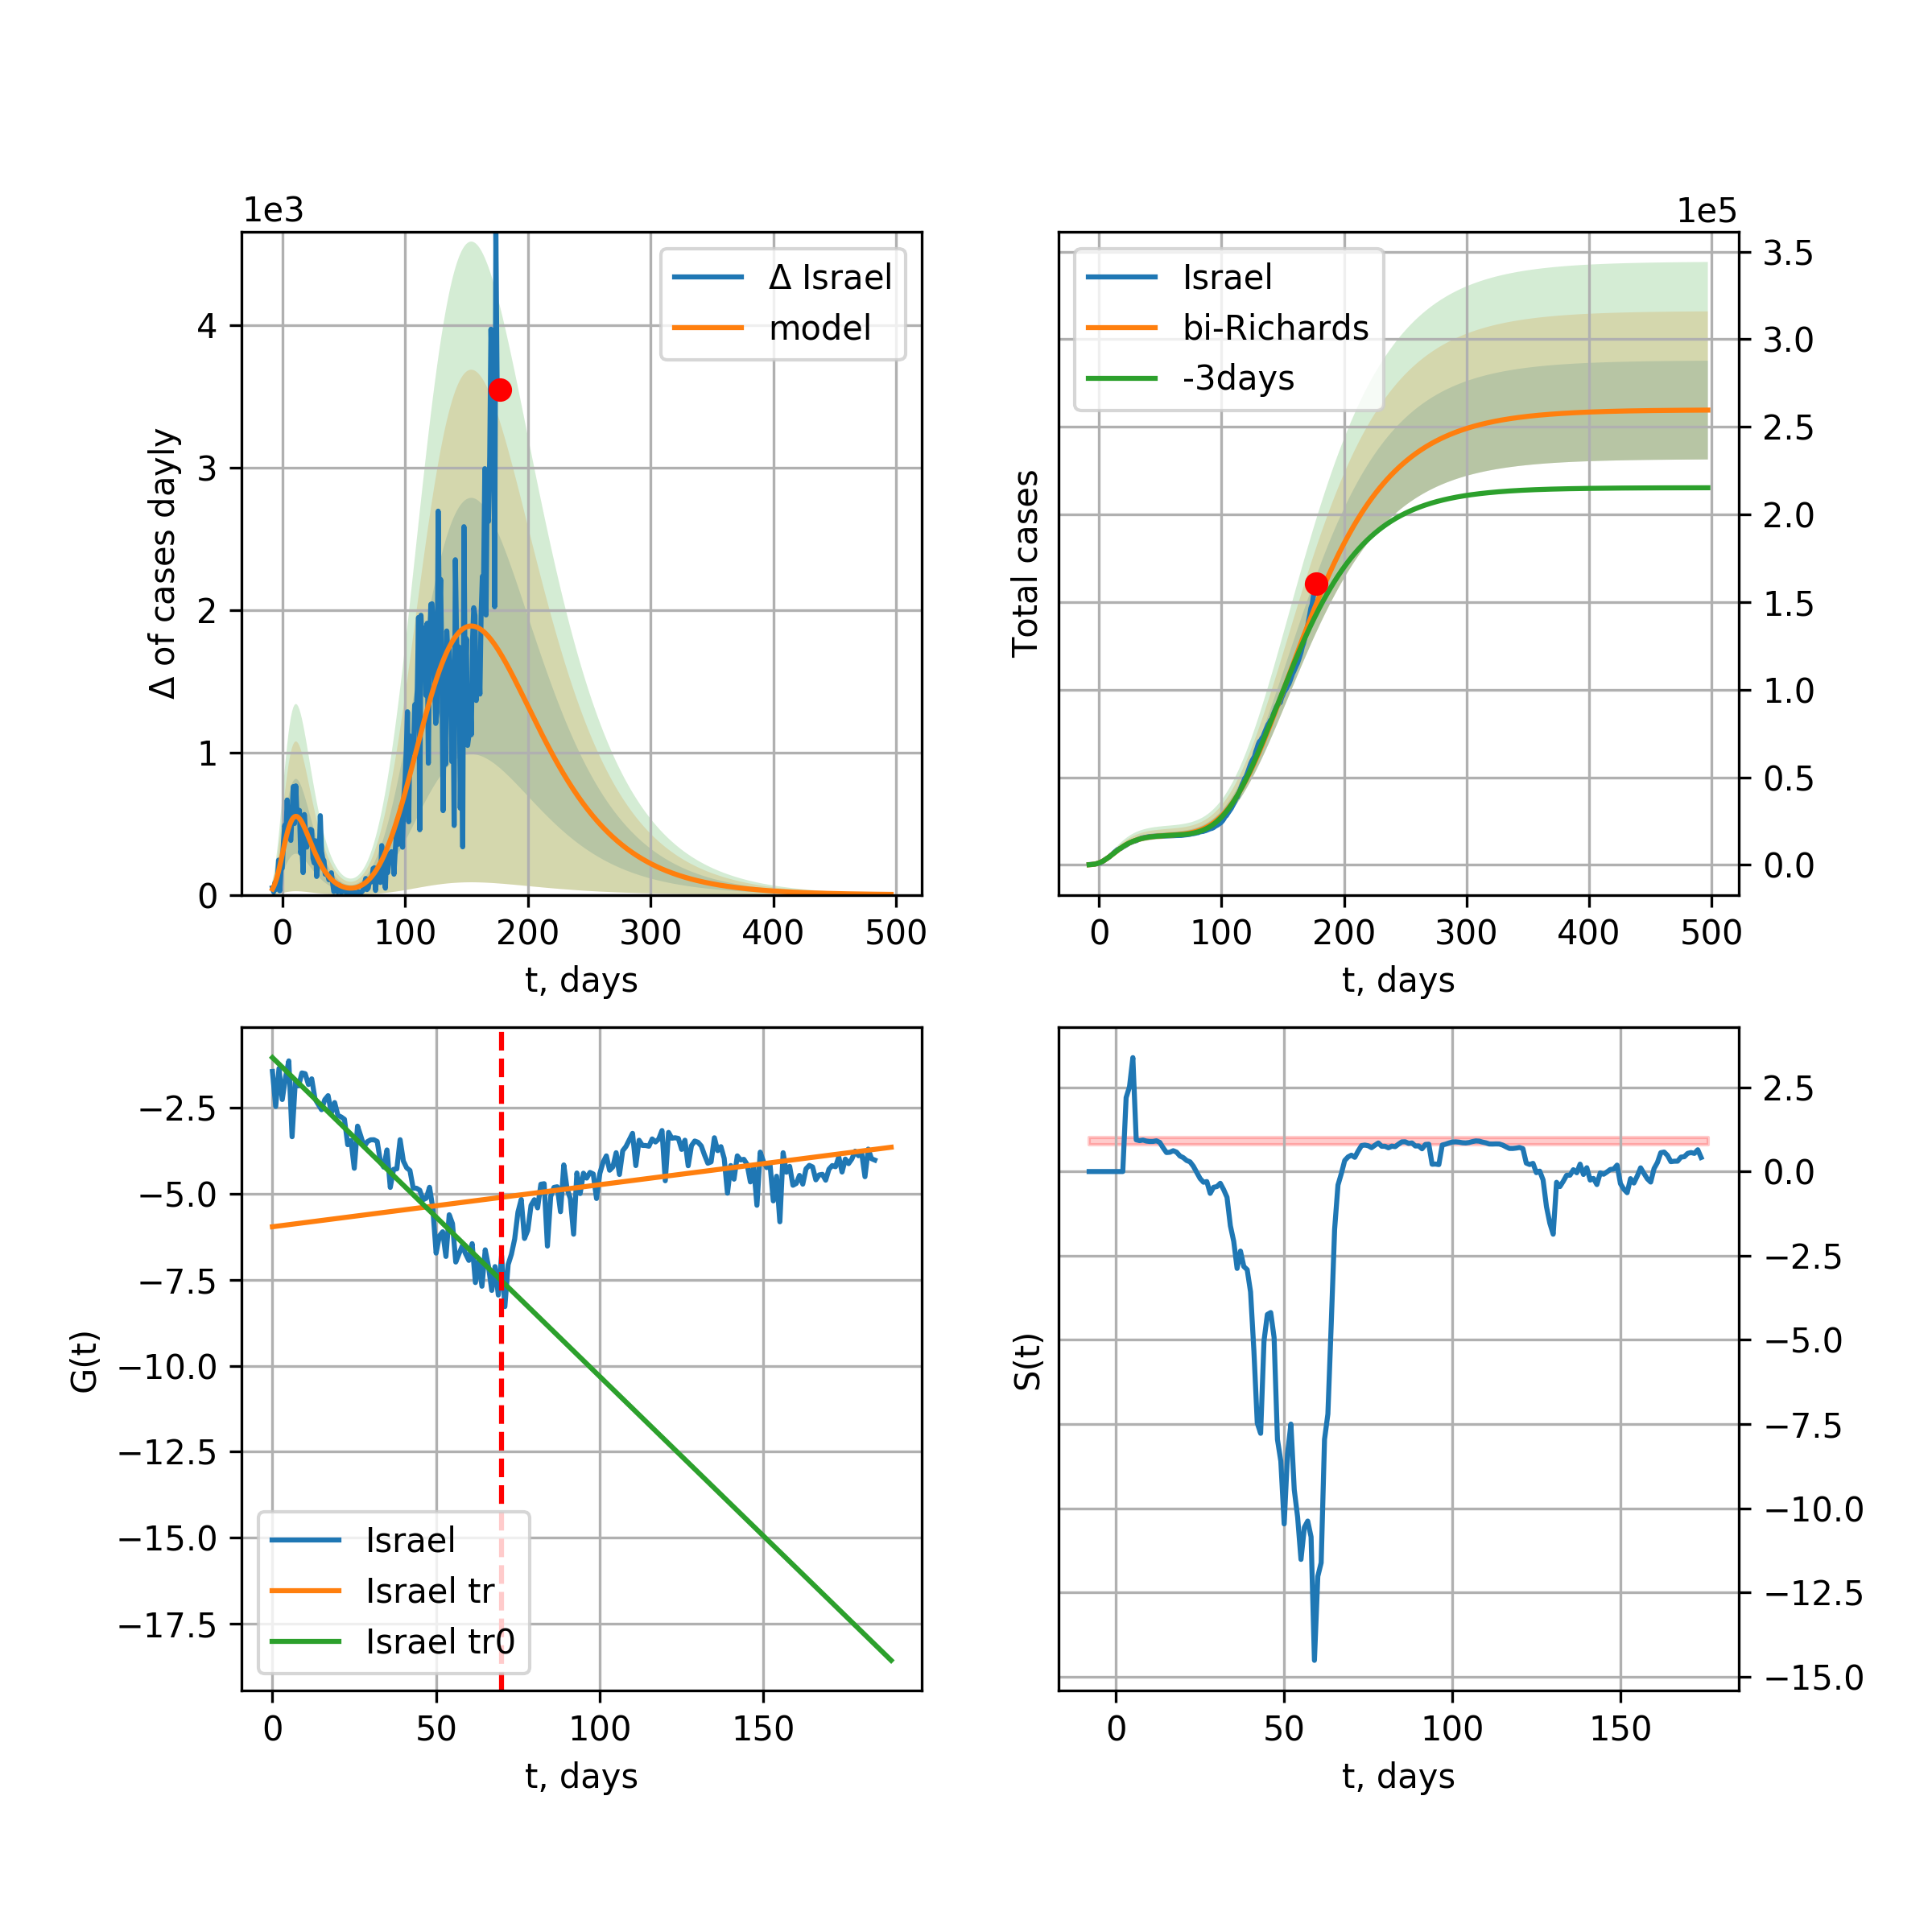 1e3
Δ Israel
model
4
3
2
1
0
Δ of cases dayly
0 100 200 300 400 500
t, days
1e5
Israel
bi-Richards
-3days
3.5
3.0
2.5
2.0
1.5
1.0
0.5
0.0
Total cases
0 100 200 300 400 500
t, days
−2.5
−5.0
−7.5
−10.0
−12.5
−15.0
−17.5
G(t)
Israel
Israel tr
Israel tr0
0 50 100 150
t, days
2.5
0.0
−2.5
−5.0
−7.5
−10.0
−12.5
−15.0
S(t)
0 50 100 150
t, days